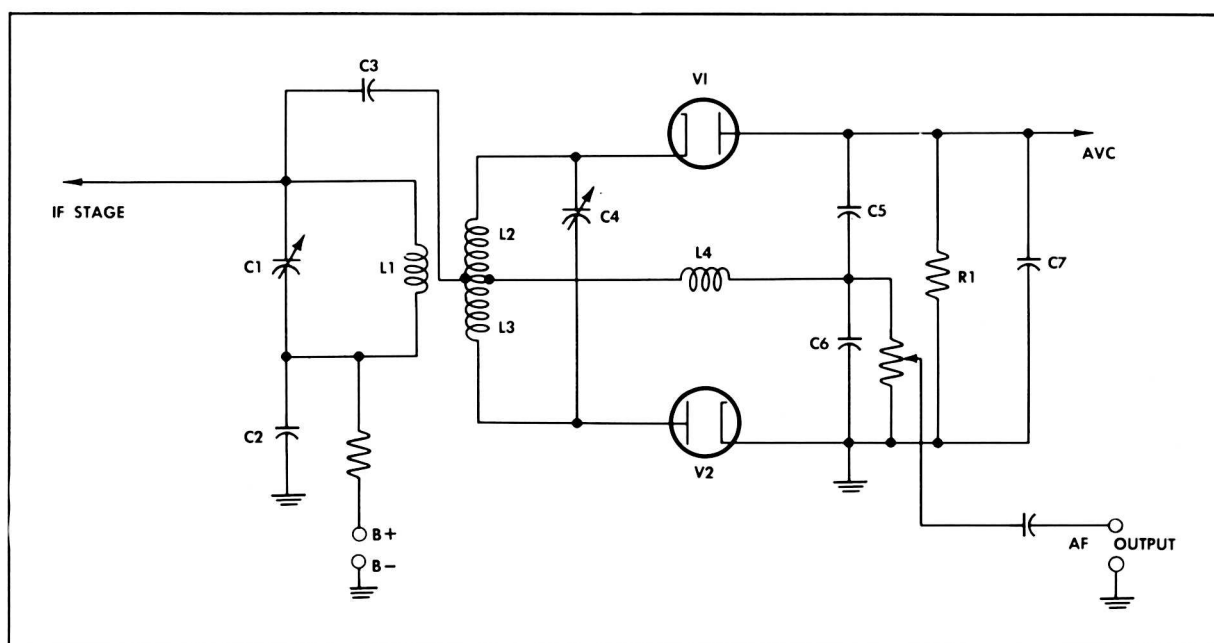 C3
V1
AVC
IF STAGE
C1
L1
L2
L3
C4
L4
C5
R1
C7
C6
C2
V2
B+
B-
AF OUTPUT